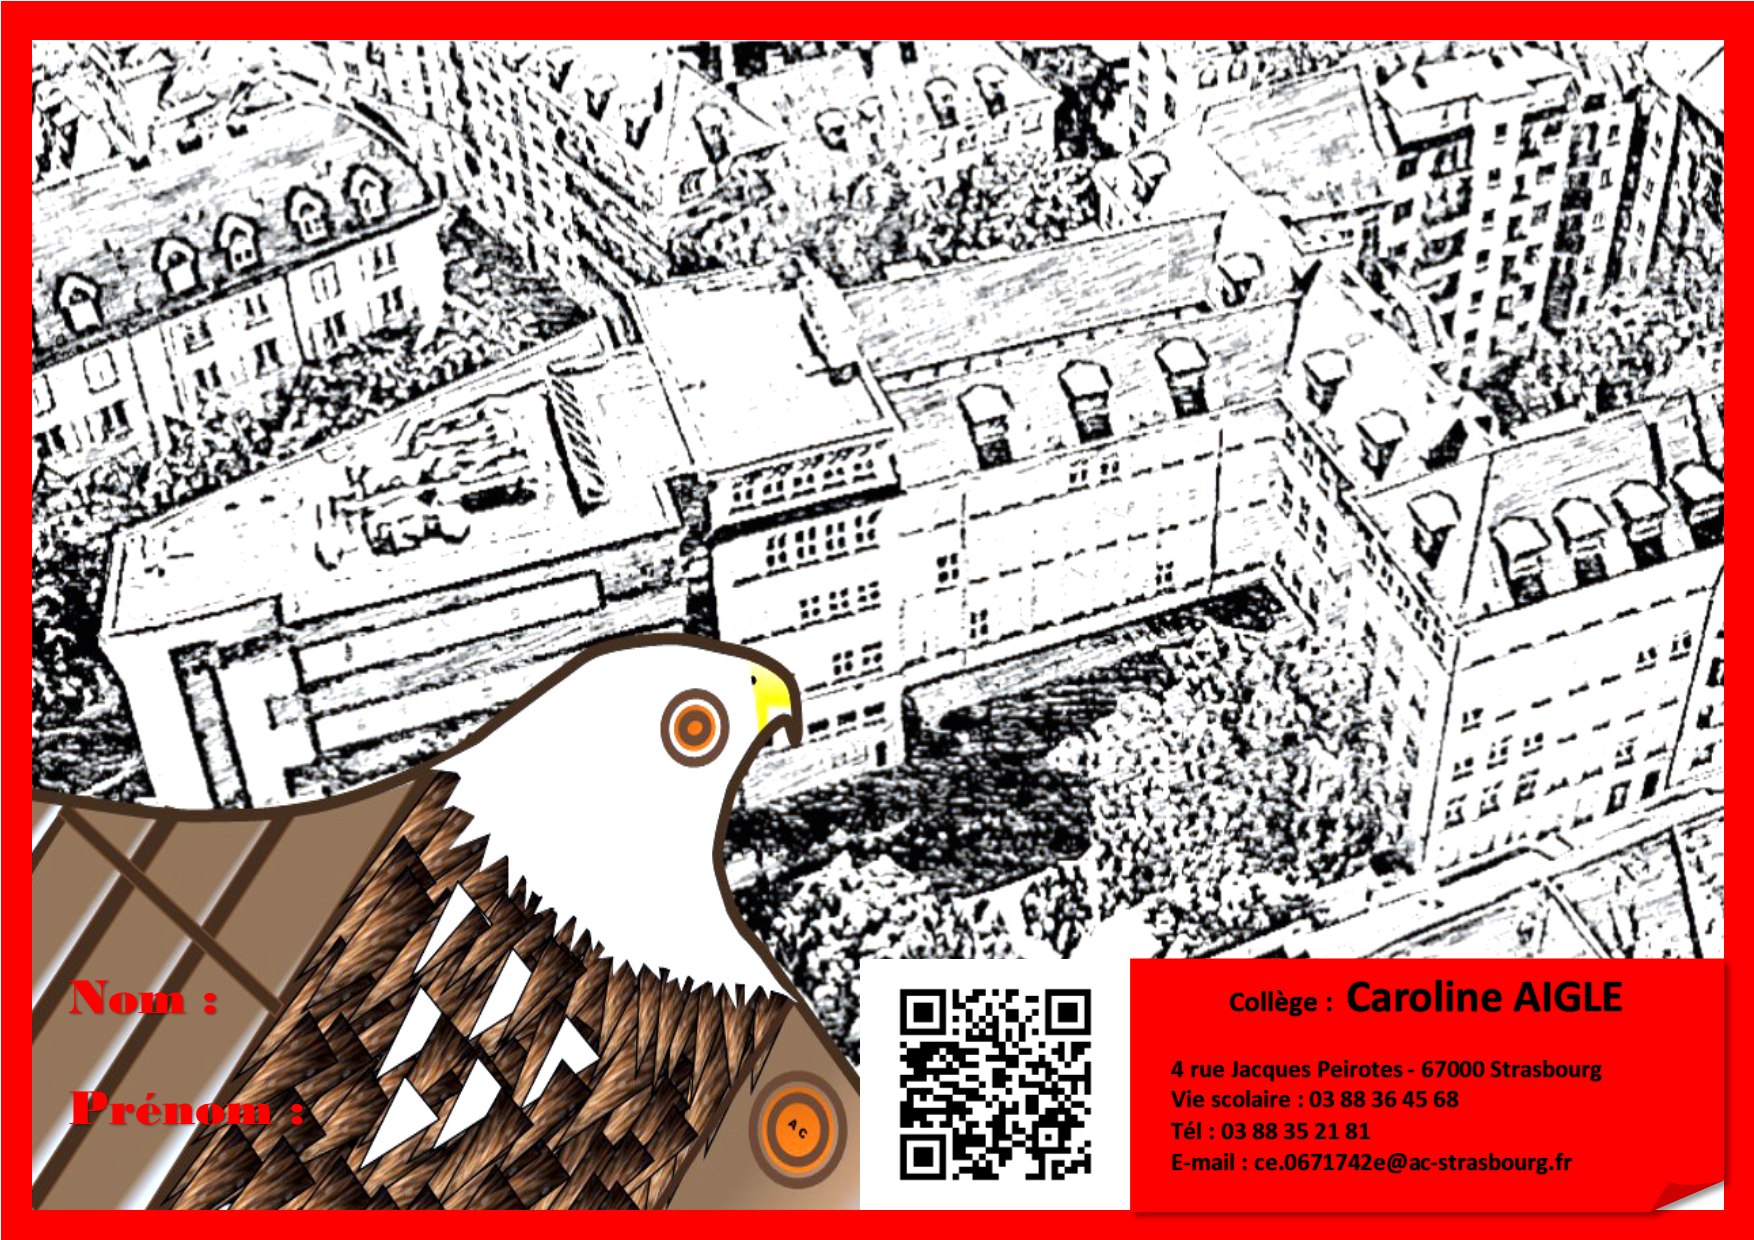 Nom :
Prénom :
A C
Collège : Caroline AIGLE
4 rue Jacques Peirotes - 67000 Strasbourg
Vie scolaire : 03 88 36 45 68
Tél : 03 88 35 21 81
E-mail : ce.0671742e@ac-strasbourg.fr